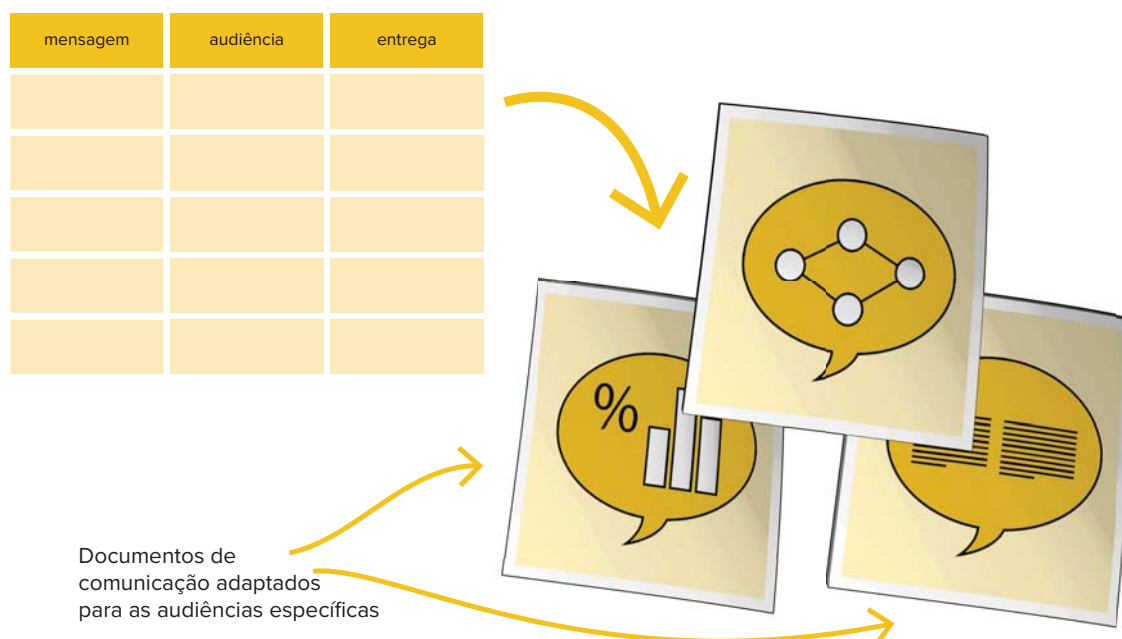 mensagem audiência entrega
%
Documentos de
comunicação adaptados
para as audiências específicas